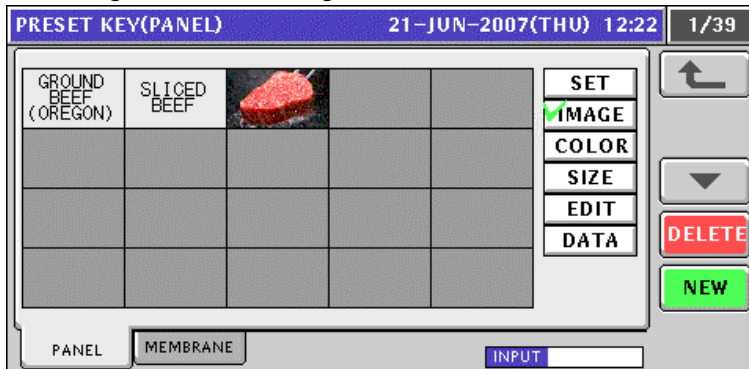 PRESET KEY(PANEL) 21-JUN-2007(THU) 12:22 1/39
GROUND
BEEF
(OREGON)
SLICED
BEEF
SET
IMAGE
COLOR
SIZE
EDIT
DATA
DELETE
NEW
PANEL
MEMBRANE
INPUT